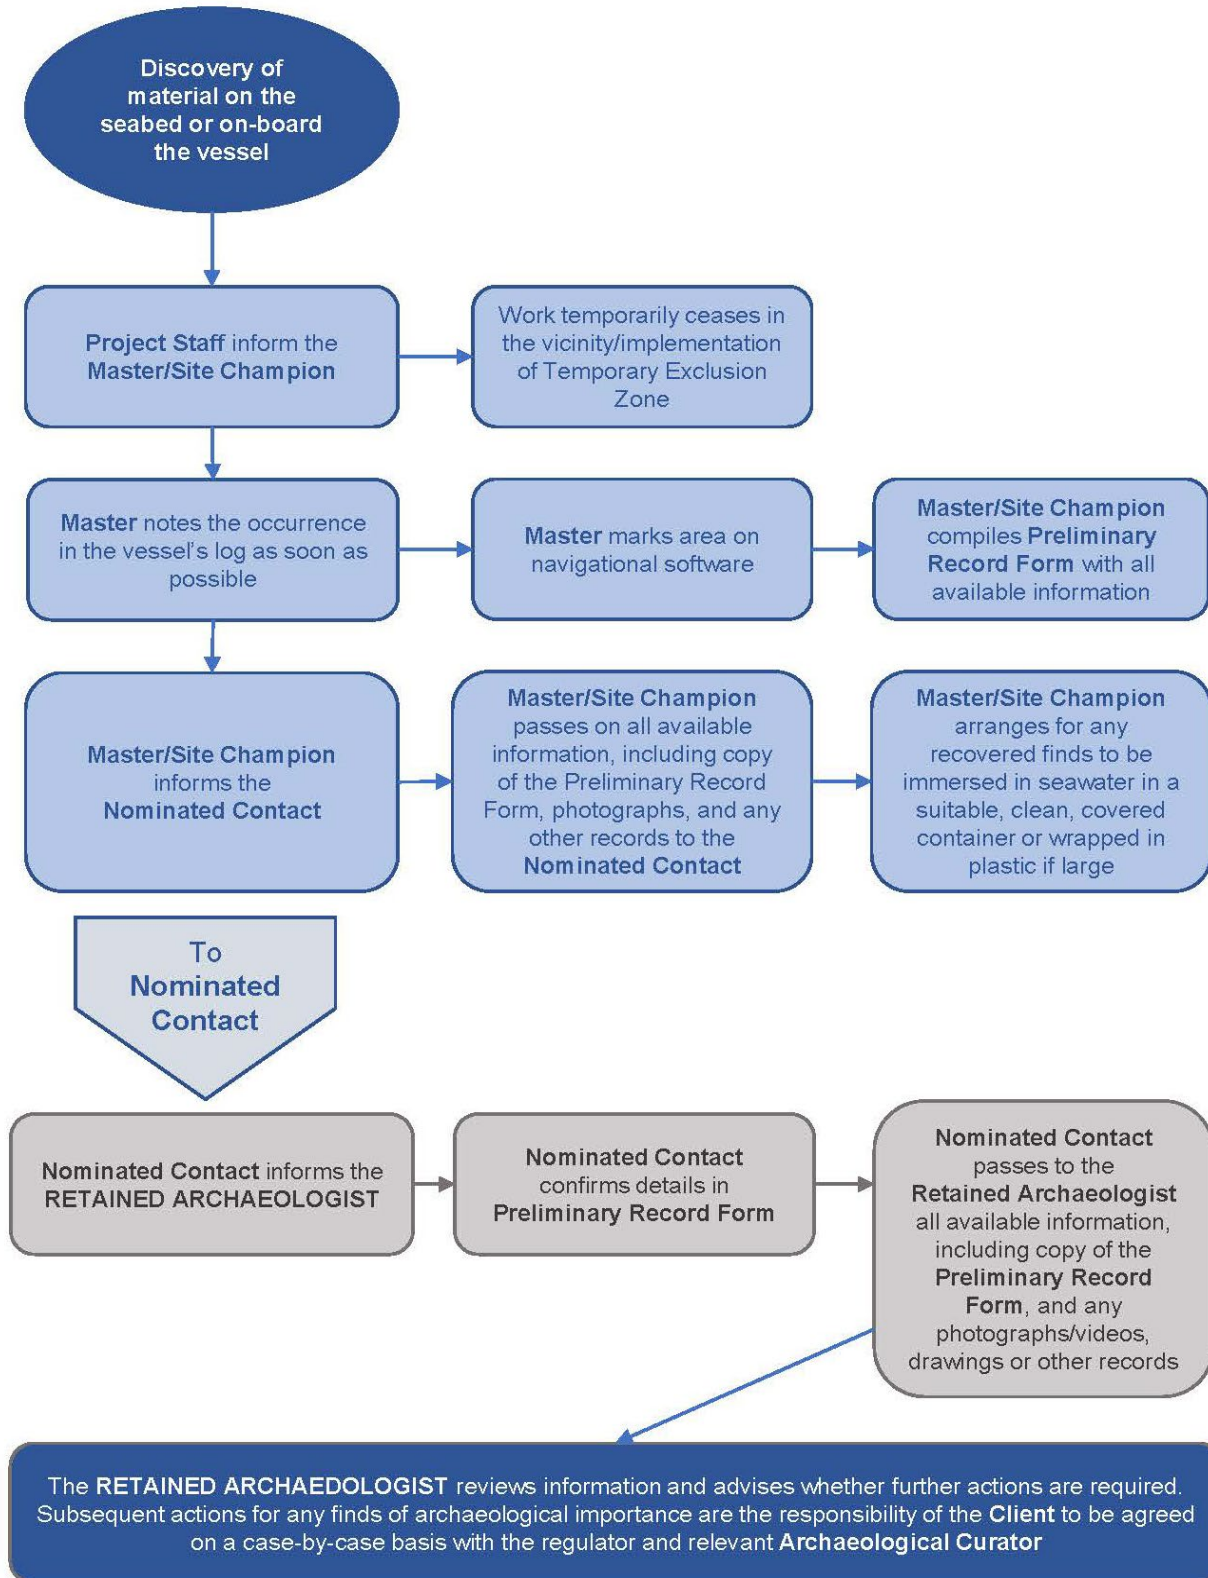 Discovery of
material on the
seabed or on-board
the vessel
Project Staff inform the
Master/Site Champion
Work temporarily ceases in
the vicinity/implementation
of Temporary Exclusion
Zone
Master notes the occurrence
in the vessel’s log as soon as
possible
Master marks area on
navigational software
Master/Site Champion
compiles Preliminary
Record Form with all
available information
Master/Site Champion
informs the
Nominated Contact
Master/Site Champion
passes on all available
information, including copy
of the Preliminary Record
Form, photographs, and any
other records to the
Nominated Contact
Master/Site Champion
arranges for any
recovered finds to be
immersed in seawater in a
suitable, clean, covered
container or wrapped in
plastic if large
To
Nominated
Contact
Nominated Contact informs the
RETAINED ARCHAEOLOGIST
Nominated Contact
confirms details in
Preliminary Record Form
Nominated Contact
passes to the
Retained Archaeologist
all available information,
including copy of the
Preliminary Record
Form, and any
photographs/videos,
drawings or other records
The RETAINED ARCHAEDOLOGIST reviews information and advises whether further actions are required.
Subsequent actions for any finds of archaeological importance are the responsibility of the Client to be agreed
on a case-by-case basis with the regulator and relevant Archaeological Curator